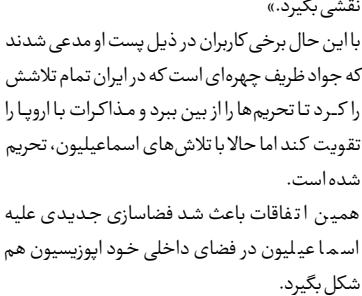 نقشی بگیرد.»
با این حال برخی کاربران در ذیل پست او مدعی شدند
که جواد ظریف چهره‌ای است که در ایران تمام تلاشش
را کـرد تا تحریم‌ها را از بین ببرد و مـذاکرات با اروپا را
تقویت کند اما حالا با تلاش‌های اسماعیلیون، تحریم
شده است.
همین اتفاقات باعث شد فضاسازی جدیدی علیه
اسماعیلیون در فضای داخلی خـود اپوزیسیون هم
شکل بگیرد.